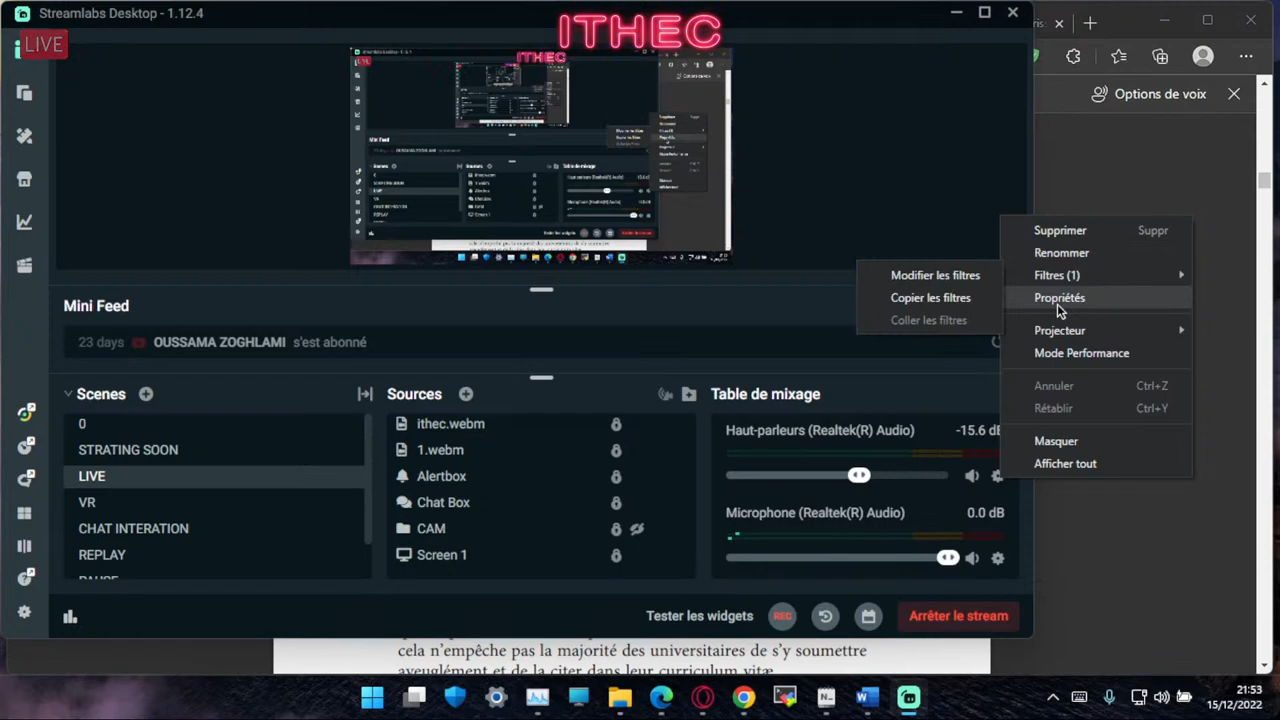 Streamlabs Desktop - 1.12.4
ITHEC
LIVE
ITHEC
Options de voix
Supprimer Suppr
Renommer
Filtres (1)
Propriétés
Projecteur
Mode Performance
Annuler Ctrl+Z
Rétablir Ctrl+Y
Masquer
Afficher tout
Modifier les filtres
Copier les filtres
Coller les filtres
Mini Feed
23 days OUSSAMA ZOGHLAMI s'est abonné
Scenes
0
STRATING SOON
LIVE
VR
CHAT INTERATION
REPLAY
PAUSE
Sources
ithec.webm
1.webm
Alertbox
Chat Box
CAM
Screen 1
Table de mixage
Haut-parleurs (Realtek(R) Audio) -15.6 dB
Microphone (Realtek(R) Audio) 0.0 dB
Tester les widgets REC Arrêter le stream
cela n'empêche pas la majorité des universitaires de s'y soumettre
aveuglément et de la citer dans leur curriculum vitæ.
21:53
15/12/2022